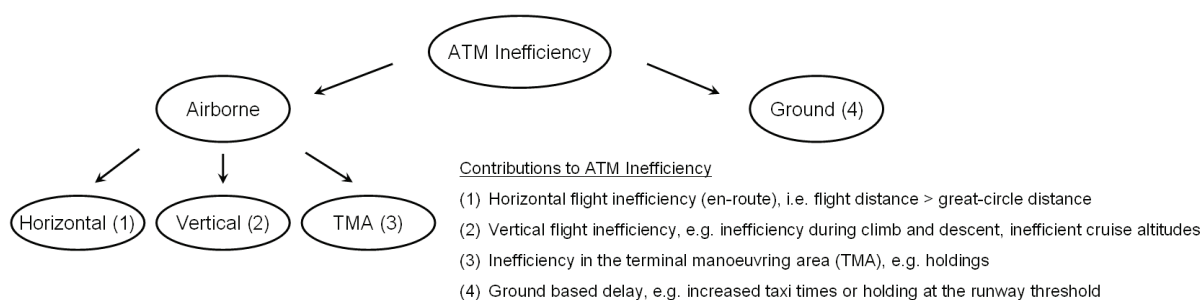 ATM Inefficiency
Airborne
Ground (4)
Horizontal (1)
Vertical (2)
TMA (3)
Contributions to ATM Inefficiency
(1) Horizontal flight inefficiency (en-route), i.e. flight distance > great-circle distance
(2) Vertical flight inefficiency, e.g. inefficiency during climb and descent, inefficient cruise altitudes
(3) Inefficiency in the terminal manoeuvring area (TMA), e.g. holdings
(4) Ground based delay, e.g. increased taxi times or holding at the runway threshold